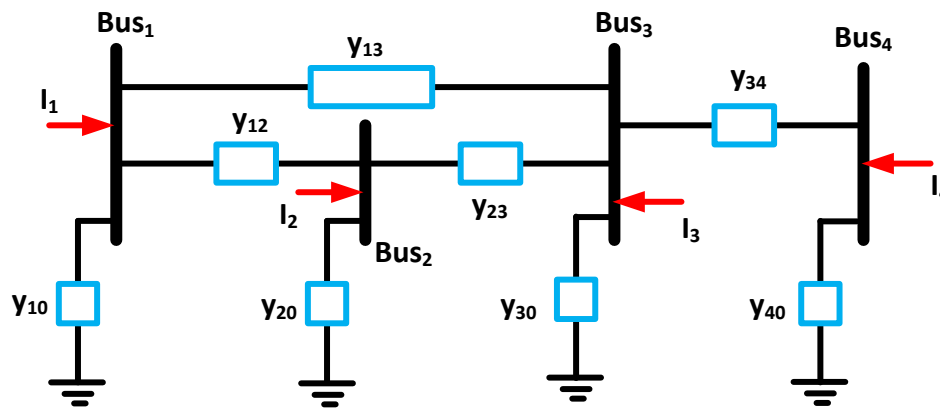 Bus₁
Bus₃
Bus₄
y₁₃
y₃₄
I₁
y₁₂
y₂₃
I₂
I₃
Bus₂
y₁₀
y₂₀
y₃₀
y₄₀